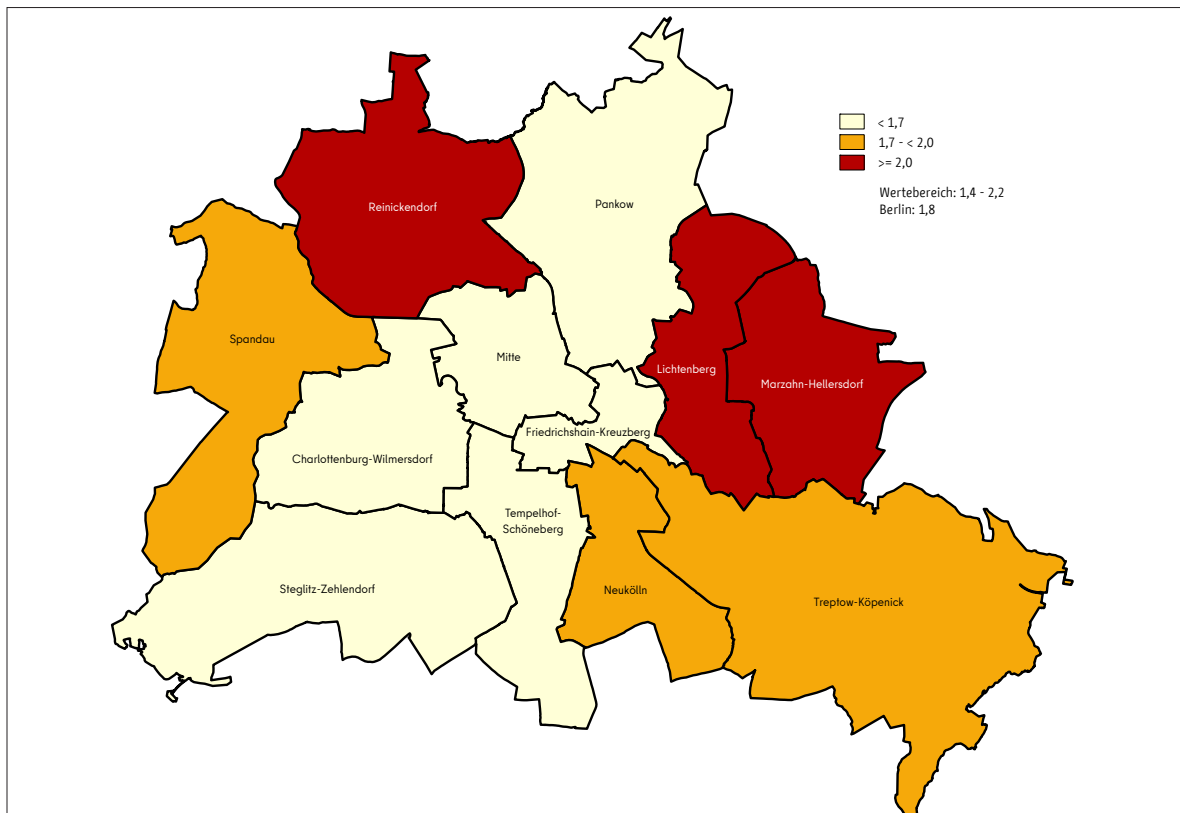 < 1,7
1,7 - < 2,0
>= 2,0
Wertebereich: 1,4 - 2,2
Berlin: 1,8
Reinickendorf
Pankow
Spandau
Mitte
Lichtenberg
Marzahn-Hellersdorf
Friedrichshain-Kreuzberg
Charlottenburg-Wilmersdorf
Tempelhof-
Schöneberg
Steglitz-Zehlendorf
Neukölln
Treptow-Köpenick